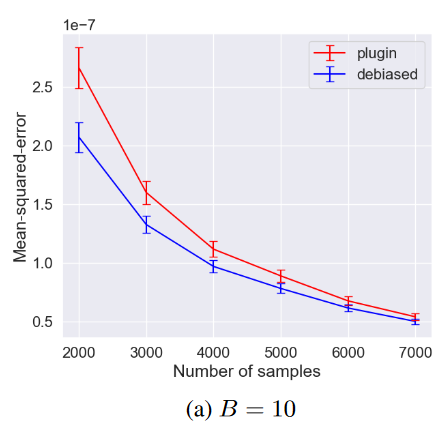 1e−7
plugin
debiased
2.5
2.0
1.5
1.0
0.5
Mean-squared-error
2000 3000 4000 5000 6000 7000
Number of samples
(a) B = 10